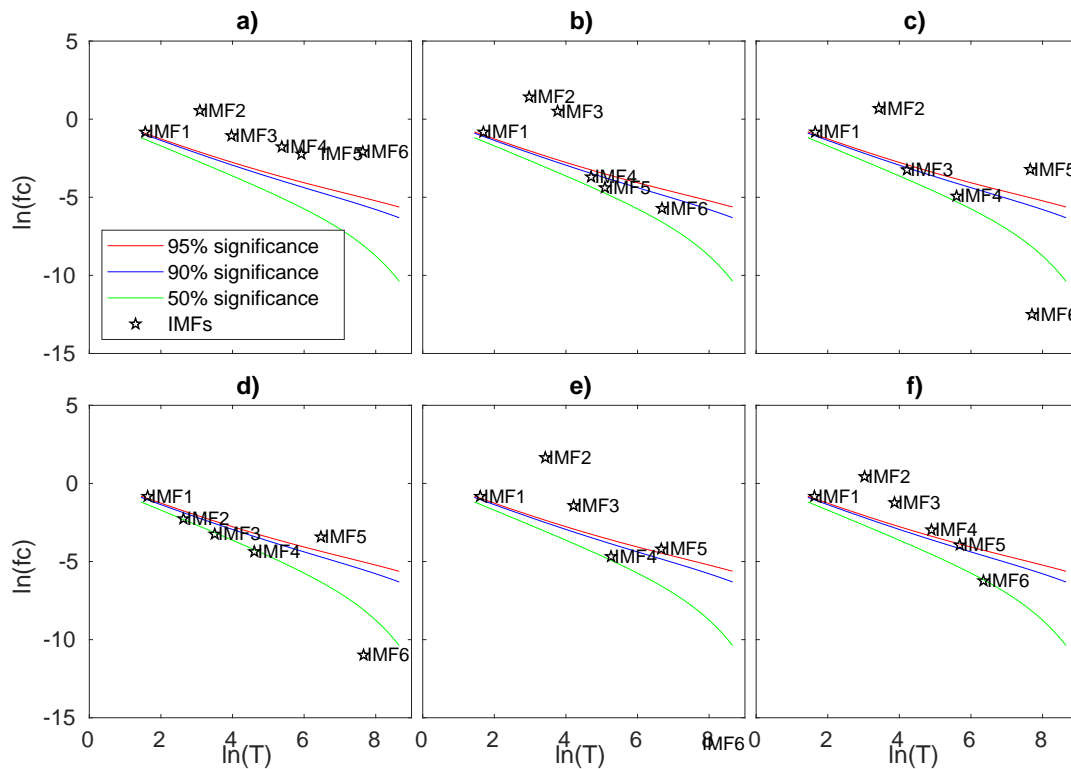 a) b) c)
5
0
-5
-10
-15
ln(fc)
IMF1 IMF2 IMF3 IMF4 IMF5 IMF6
95% significance
90% significance
50% significance
IMFs
IMF1 IMF2 IMF3 IMF4 IMF5 IMF6
IMF1 IMF2 IMF3 IMF4 IMF5 IMF6
d) e) f)
5
0
-5
-10
-15
ln(fc)
IMF1 IMF2 IMF3 IMF4 IMF5 IMF6
IMF1 IMF2 IMF3 IMF4 IMF5 IMF6
IMF1 IMF2 IMF3 IMF4 IMF5 IMF6
0 2 4 6 8 0 2 4 6 8 0 2 4 6 8
ln(T) ln(T) ln(T)